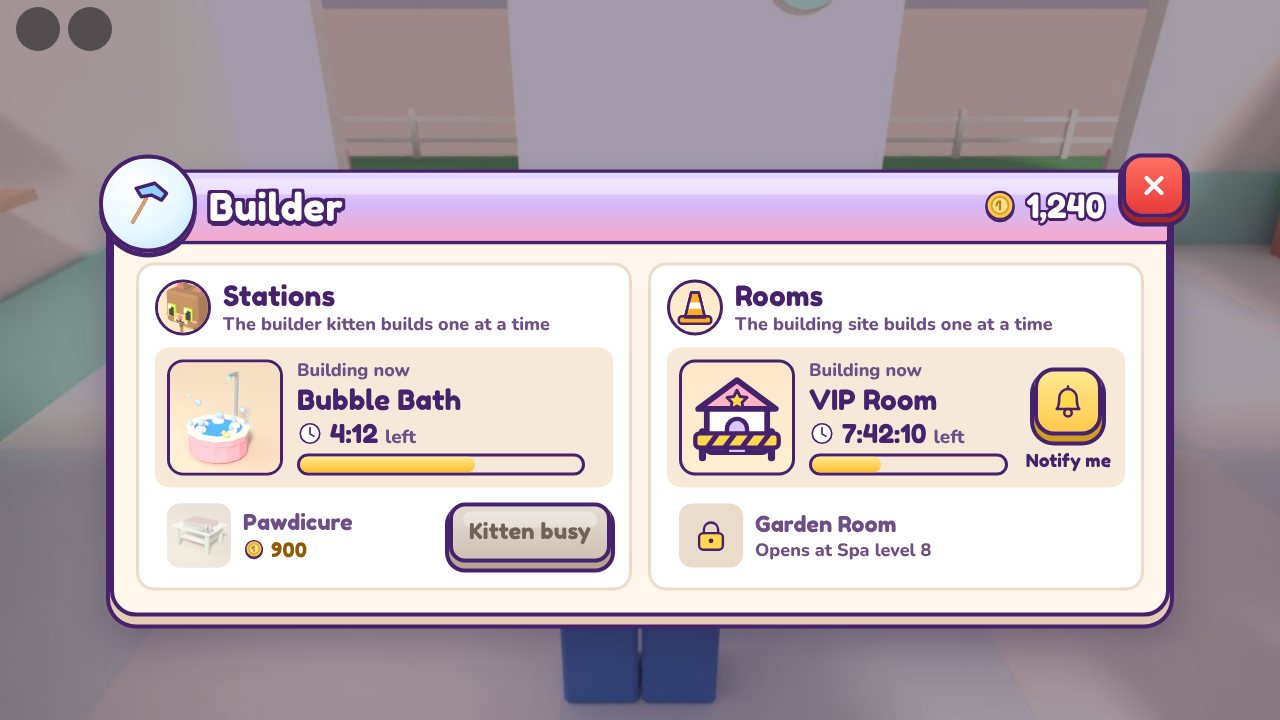 Builder
1,240
Stations
The builder kitten builds one at a time
Building now
Bubble Bath
4:12 left
Pawdicure
900
Kitten busy
Rooms
The building site builds one at a time
Building now
VIP Room
7:42:10 left
Notify me
Garden Room
Opens at Spa level 8